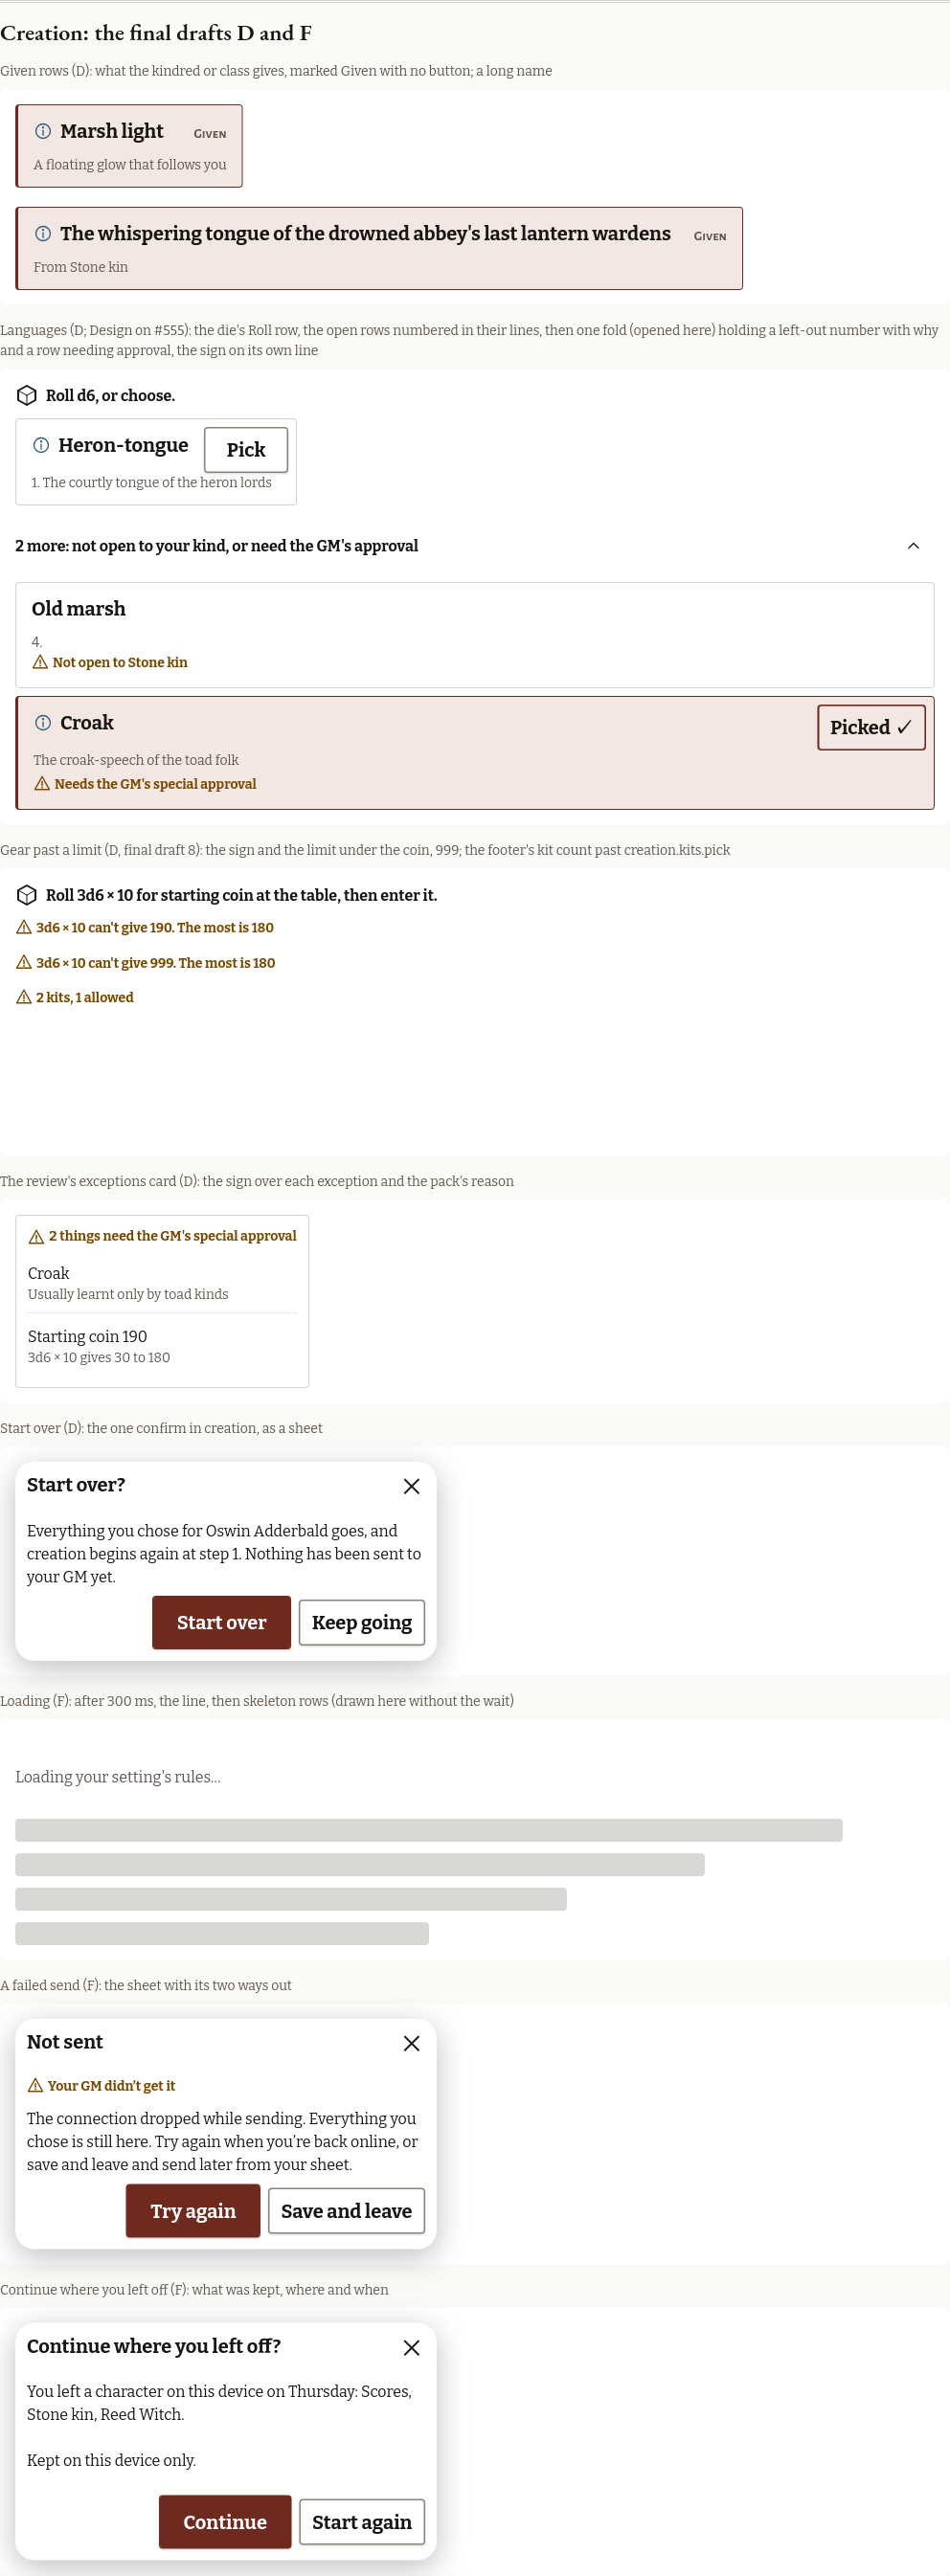 Creation: the final drafts D and F
Given rows (D): what the kindred or class gives, marked Given with no button; a long name
Marsh light Given
A floating glow that follows you
The whispering tongue of the drowned abbey's last lantern wardens Given
From Stone kin
Languages (D; Design on #555): the die's Roll row, the open rows numbered in their lines, then one fold (opened here) holding a left-out number with why
and a row needing approval, the sign on its own line
Roll d6, or choose.
Heron-tongue Pick
1. The courtly tongue of the heron lords
2 more: not open to your kind, or need the GM's approval
Old marsh
4.
Not open to Stone kin
Croak Picked ✓
The croak-speech of the toad folk
Needs the GM's special approval
Gear past a limit (D, final draft 8): the sign and the limit under the coin, 999; the footer's kit count past creation.kits.pick
Roll 3d6 × 10 for starting coin at the table, then enter it.
3d6 × 10 can't give 190. The most is 180
3d6 × 10 can't give 999. The most is 180
2 kits, 1 allowed
The review's exceptions card (D): the sign over each exception and the pack's reason
2 things need the GM's special approval
Croak
Usually learnt only by toad kinds
Starting coin 190
3d6 × 10 gives 30 to 180
Start over (D): the one confirm in creation, as a sheet
Start over?
Everything you chose for Oswin Adderbald goes, and
creation begins again at step 1. Nothing has been sent to
your GM yet.
Start over Keep going
Loading (F): after 300 ms, the line, then skeleton rows (drawn here without the wait)
Loading your setting's rules…
A failed send (F): the sheet with its two ways out
Not sent
Your GM didn't get it
The connection dropped while sending. Everything you
chose is still here. Try again when you're back online, or
save and leave and send later from your sheet.
Try again Save and leave
Continue where you left off (F): what was kept, where and when
Continue where you left off?
You left a character on this device on Thursday: Scores,
Stone kin, Reed Witch.
Kept on this device only.
Continue Start again